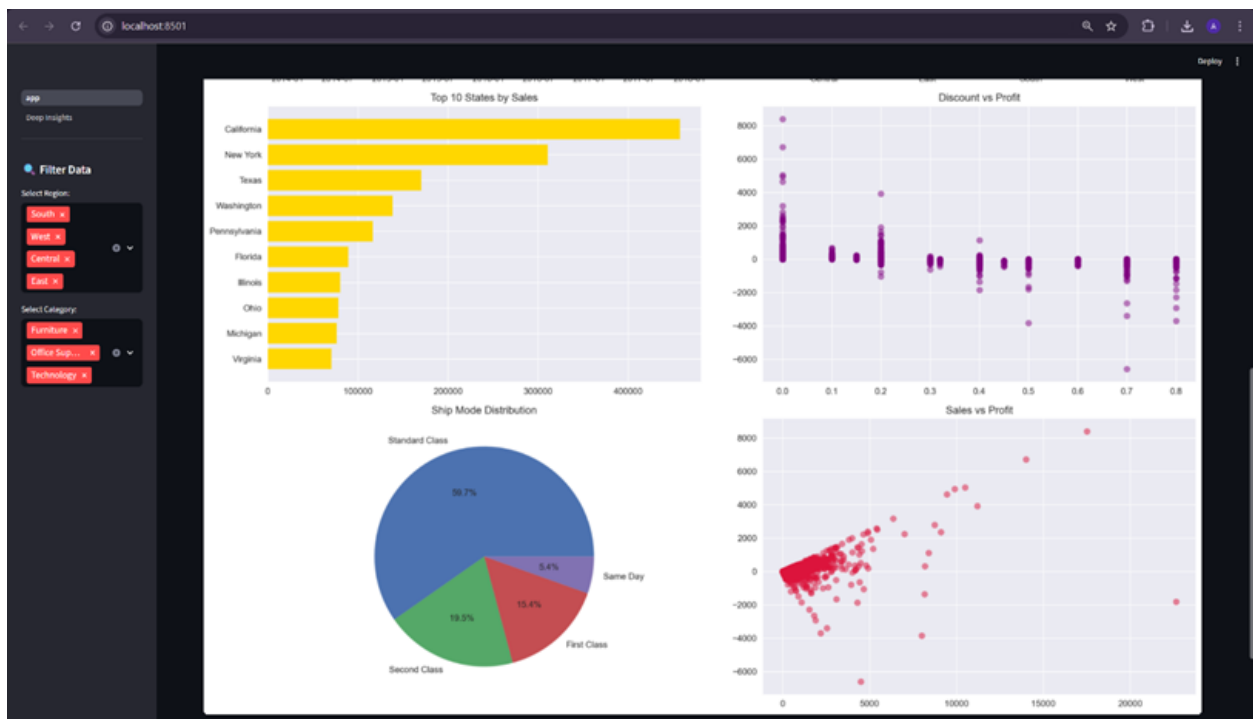 localhost:8501
Deploy
app
Deep Insights
Filter Data
Select Region:
South ×
West ×
Central ×
East ×
Select Category:
Furniture ×
Office Sup... ×
Technology ×
Top 10 States by Sales
California
New York
Texas
Washington
Pennsylvania
Florida
Illinois
Ohio
Michigan
Virginia
0 100000 200000 300000 400000
Discount vs Profit
8000
6000
4000
2000
0
−2000
−4000
−6000
0.0 0.1 0.2 0.3 0.4 0.5 0.6 0.7 0.8
Ship Mode Distribution
Standard Class
59.7%
5.4%
Same Day
15.4%
19.5%
First Class
Second Class
Sales vs Profit
8000
6000
4000
2000
0
−2000
−4000
−6000
0 5000 10000 15000 20000